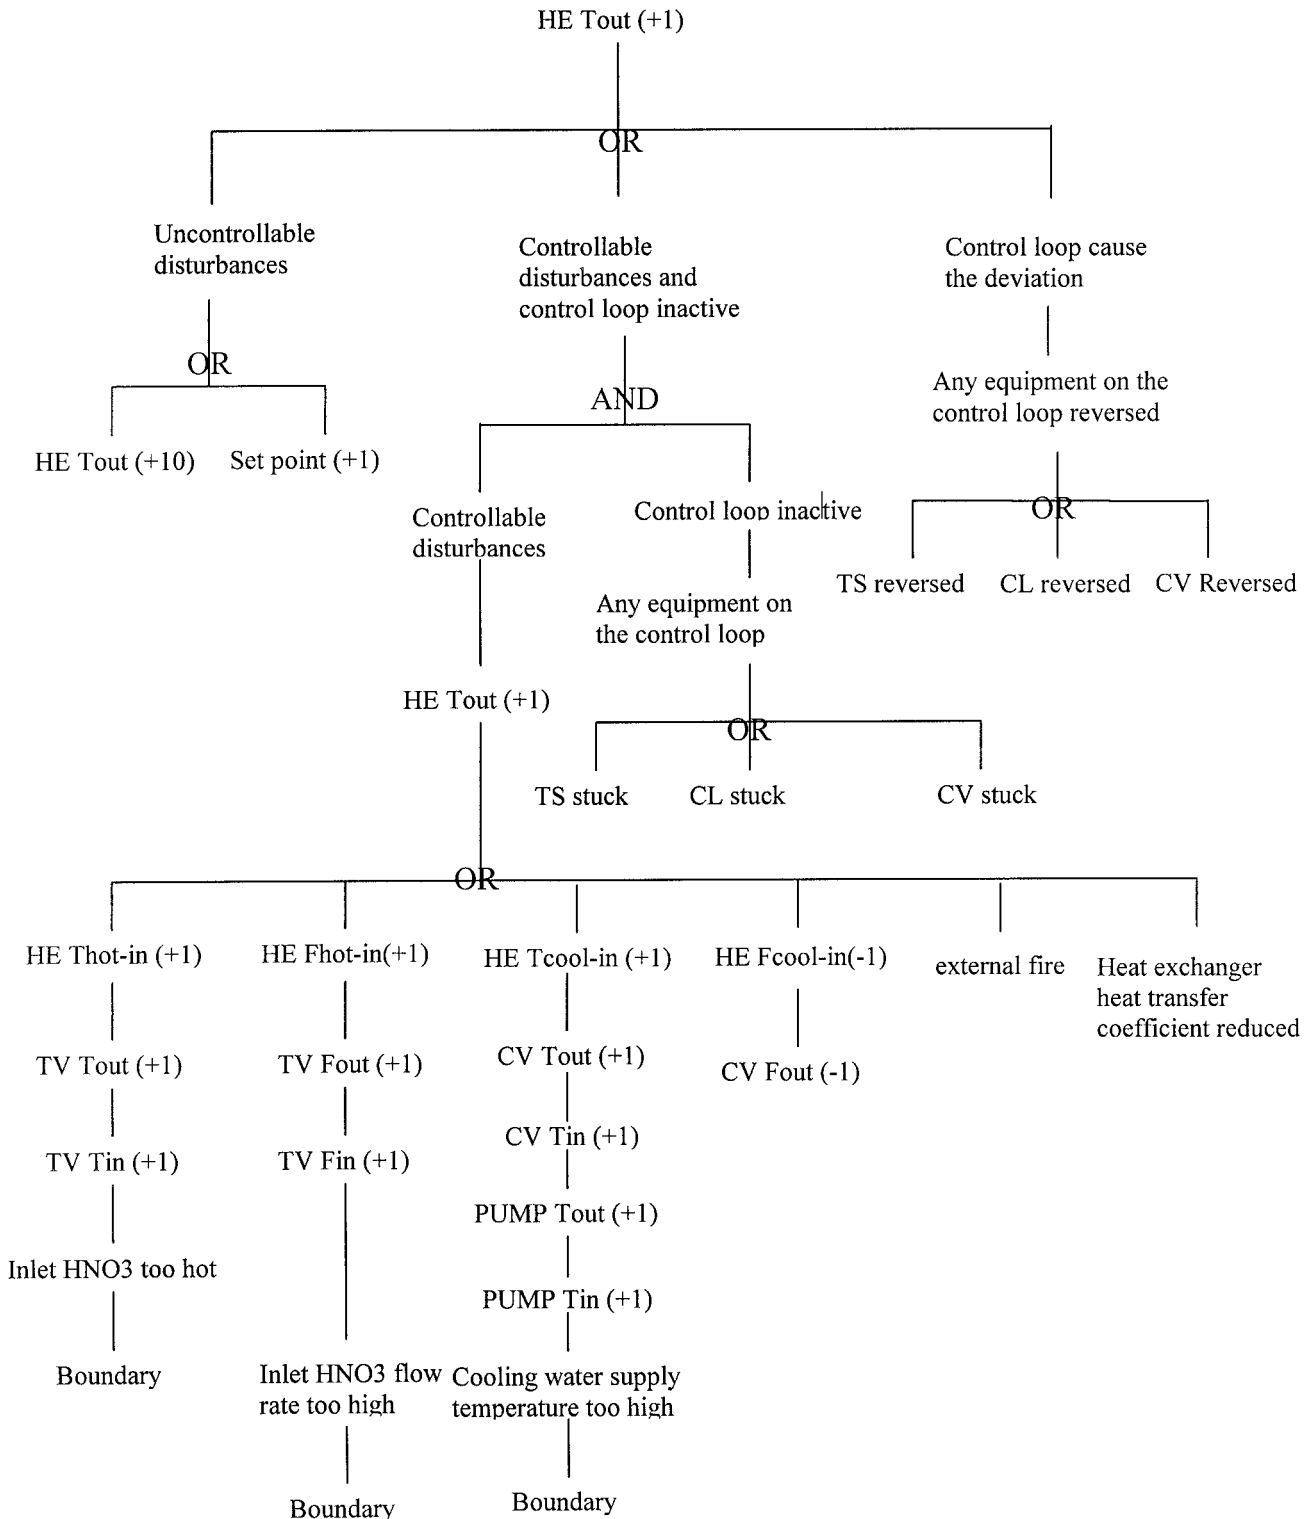 HE Tout (+1)
OR
Uncontrollable
disturbances
Controllable
disturbances and
control loop inactive
Control loop cause
the deviation
OR
AND
Any equipment on the
control loop reversed
HE Tout (+10)
Set point (+1)
OR
Controllable
disturbances
Control loop inactive
TS reversed
CL reversed
CV Reversed
Any equipment on
the control loop
HE Tout (+1)
OR
TS stuck
CL stuck
CV stuck
OR
HE Thot-in (+1)
HE Fhot-in(+1)
HE Tcool-in (+1)
HE Fcool-in(-1)
external fire
Heat exchanger
heat transfer
coefficient reduced
TV Tout (+1)
TV Fout (+1)
CV Tout (+1)
CV Fout (-1)
TV Tin (+1)
TV Fin (+1)
CV Tin (+1)
PUMP Tout (+1)
Inlet HNO3 too hot
PUMP Tin (+1)
Boundary
Inlet HNO3 flow
rate too high
Cooling water supply
temperature too high
Boundary
Boundary